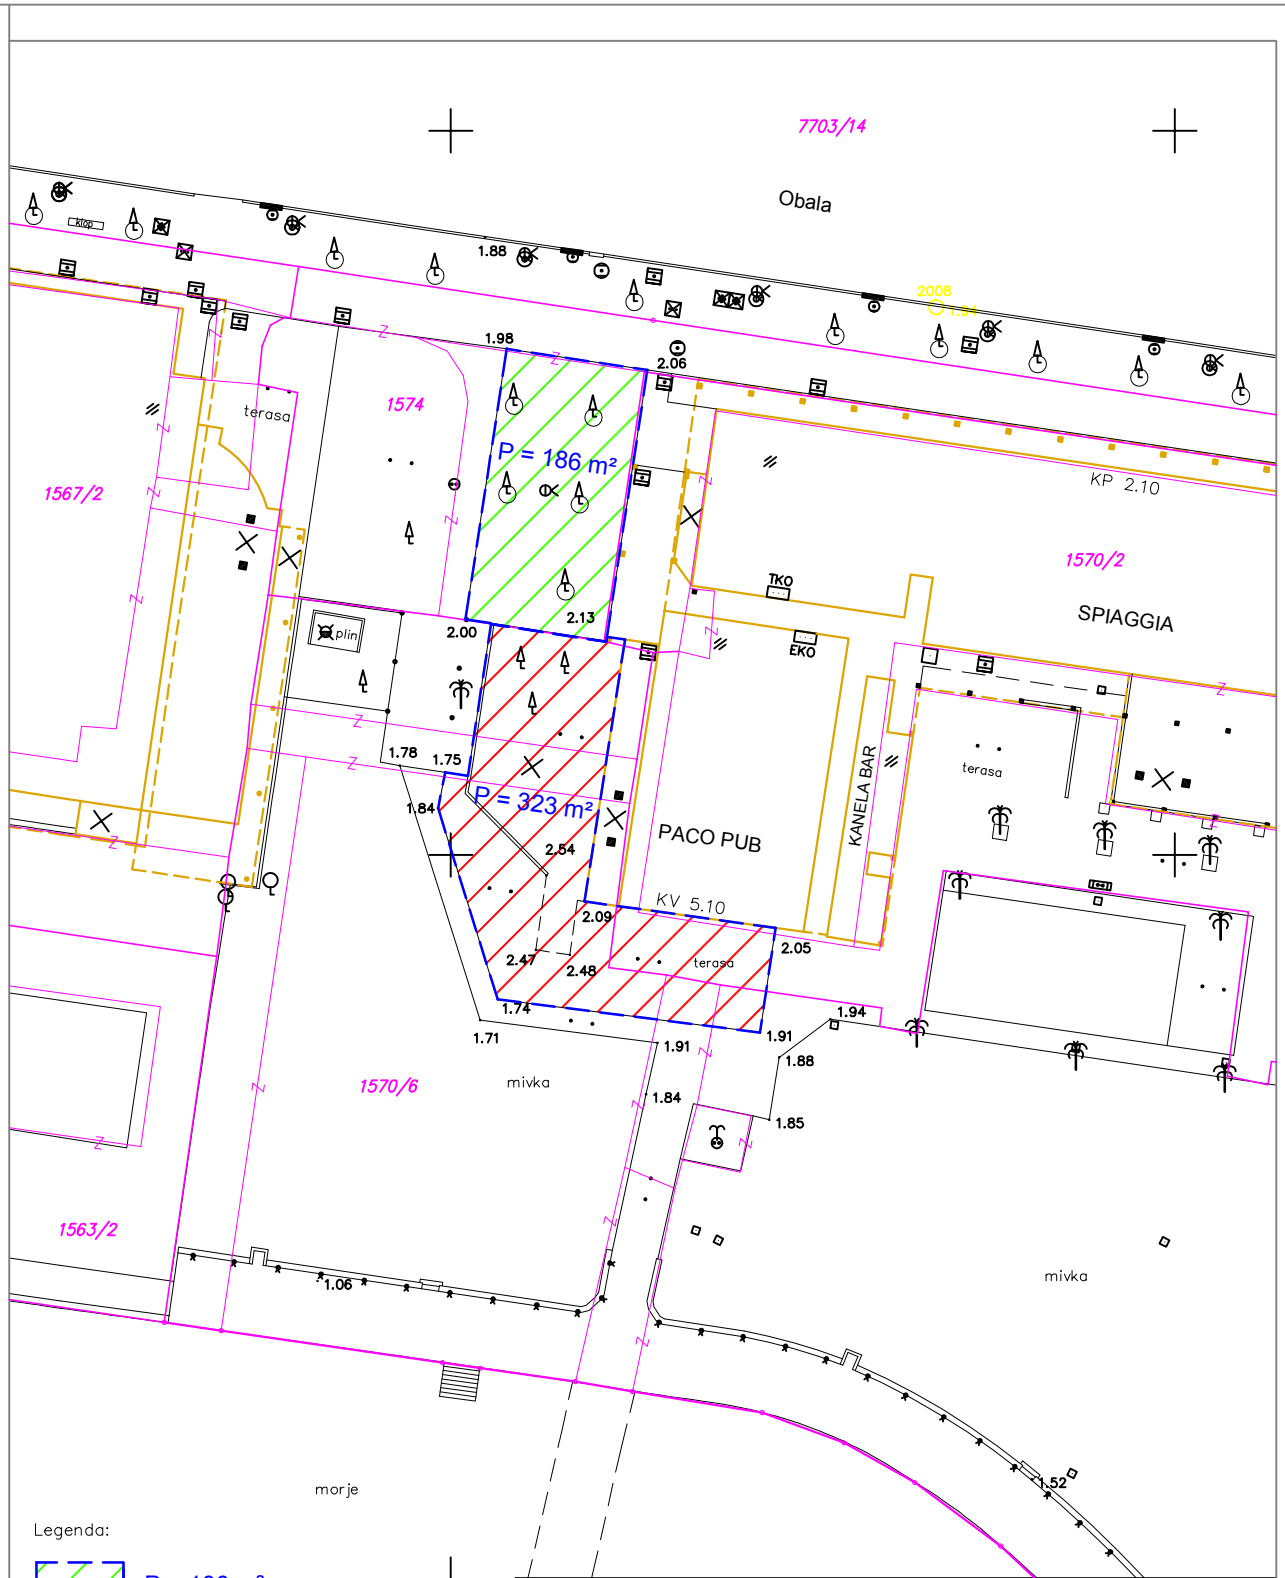 7703/14
Obala
klop
1.88
2008
1.94
1.98
2.06
1574
terasa
P = 186 m²
1567/2
KP 2.10
1570/2
TKO
SPIAGGIA
2.13
2.00
plin
EKO
1.78
1.75
terasa
KANELA BAR
1.84
P = 323 m²
PACO PUB
2.54
KV 5.10
2.09
2.05
2.47
2.48
terasa
1.74
1.94
1.71
1.91
1.91
1.88
1570/6
mivka
1.84
1.85
1563/2
mivka
1.06
1.52
morje
Legenda: